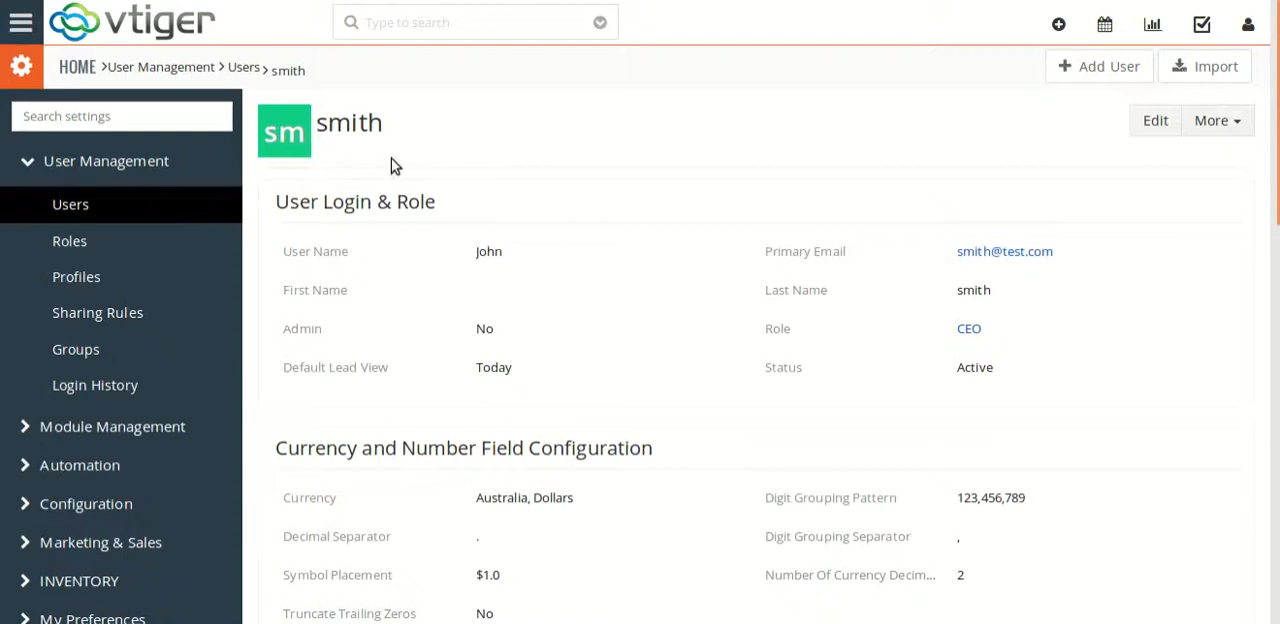 vtiger
Type to search
HOME >User Management > Users > smith
+ Add User
Import
Search settings
User Management
Users
Roles
Profiles
Sharing Rules
Groups
Login History
Module Management
Automation
Configuration
Marketing & Sales
INVENTORY
My Preferences
sm smith
Edit More
User Login & Role
User Name John Primary Email smith@test.com
First Name Last Name smith
Admin No Role CEO
Default Lead View Today Status Active
Currency and Number Field Configuration
Currency Australia, Dollars Digit Grouping Pattern 123,456,789
Decimal Separator . Digit Grouping Separator ,
Symbol Placement $1.0 Number Of Currency Decim... 2
Truncate Trailing Zeros No